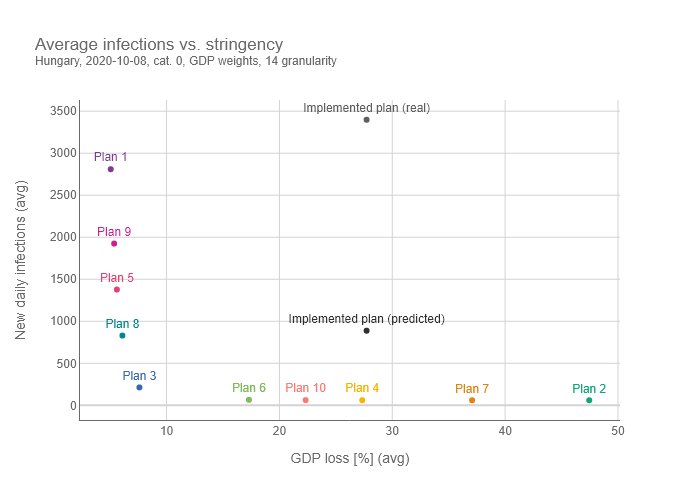 Average infections vs. stringency
Hungary, 2020-10-08, cat. 0, GDP weights, 14 granularity
3500
Implemented plan (real)
3000
Plan 1
2500
2000
Plan 9
1500
Plan 5
1000
Plan 8
Implemented plan (predicted)
500
Plan 3
Plan 6
Plan 10
Plan 4
Plan 7
Plan 2
0
10
20
30
40
50
New daily infections (avg)
GDP loss [%] (avg)